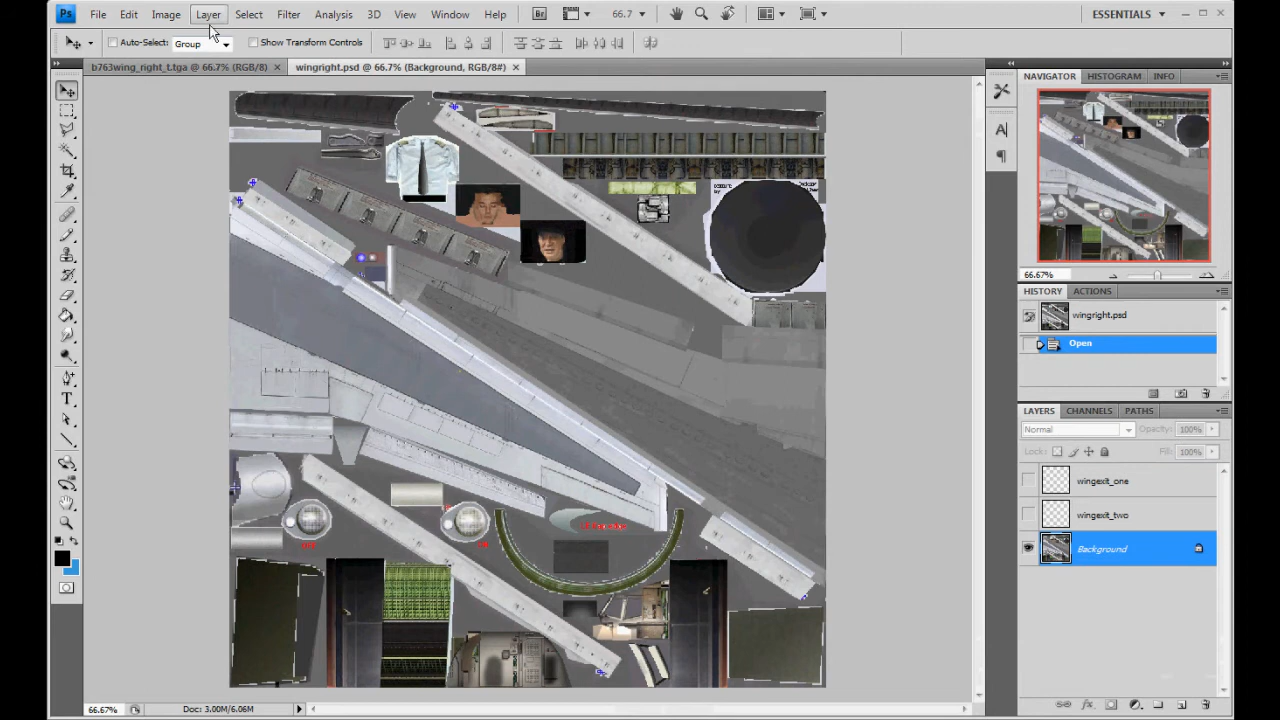 Ps File Edit Image Layer Select Filter Analysis 3D View Window Help Br 66.7 ESSENTIALS
Auto-Select: Group Show Transform Controls
b763wing_right_t.tga @ 66.7% (RGB/8) × wingright.psd @ 66.7% (Background, RGB/8#) ×
NAVIGATOR HISTOGRAM INFO
66.67%
HISTORY ACTIONS
wingright.psd
Open
LAYERS CHANNELS PATHS
Normal Opacity: 100%
Lock: Fill: 100%
wingexit_one
wingexit_two
Background
66.67% Doc: 3.00M/6.06M